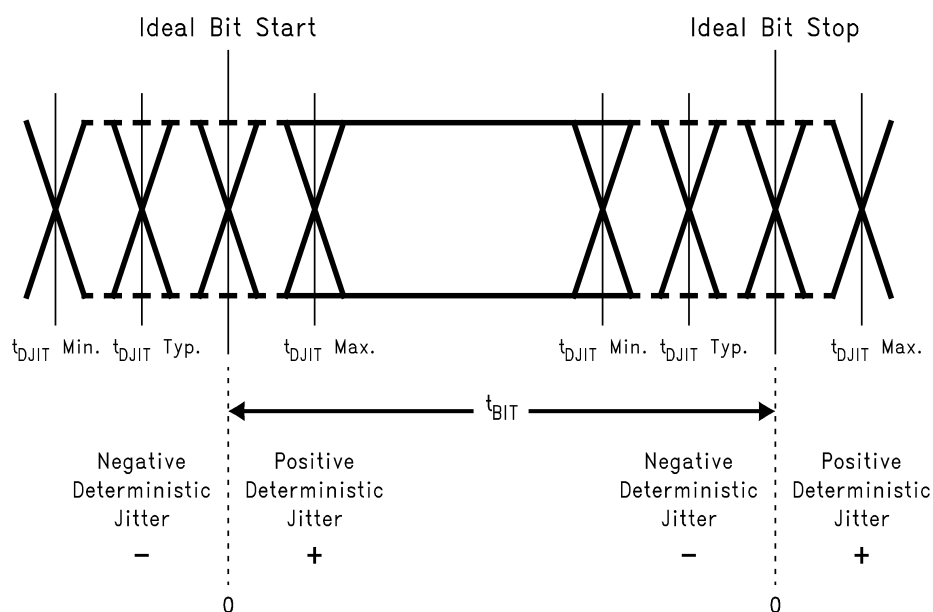 Ideal Bit Start
Ideal Bit Stop
tDJIT Min.
tDJIT Typ.
tDJIT Max.
tDJIT Min.
tDJIT Typ.
tDJIT Max.
tBIT
Negative
Deterministic
Jitter
−
Positive
Deterministic
Jitter
+
Negative
Deterministic
Jitter
−
Positive
Deterministic
Jitter
+
0
0